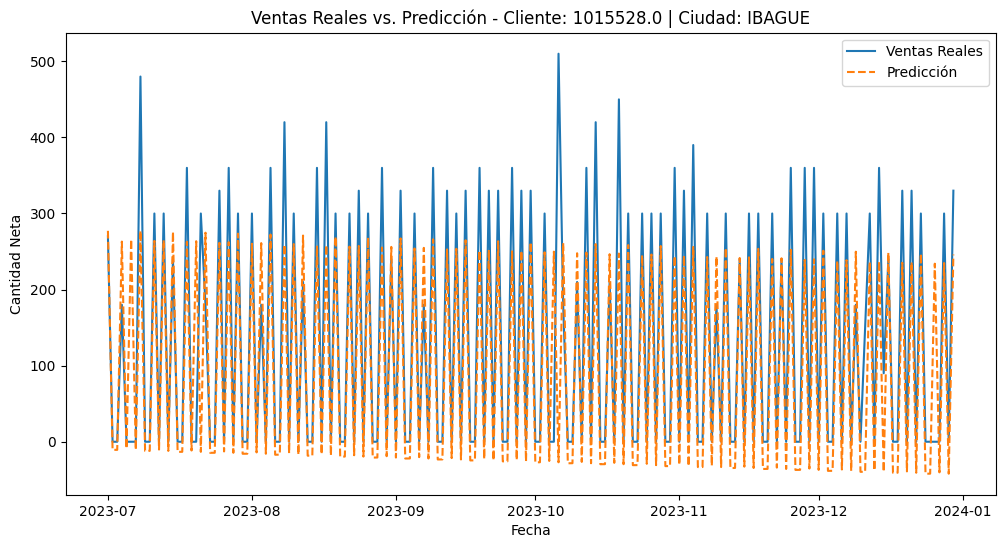 Ventas Reales vs. Predicción - Cliente: 1015528.0 | Ciudad: IBAGUE
Ventas Reales
Predicción
Cantidad Neta
500
400
300
200
100
0
2023-07
2023-08
2023-09
2023-10
2023-11
2023-12
2024-01
Fecha